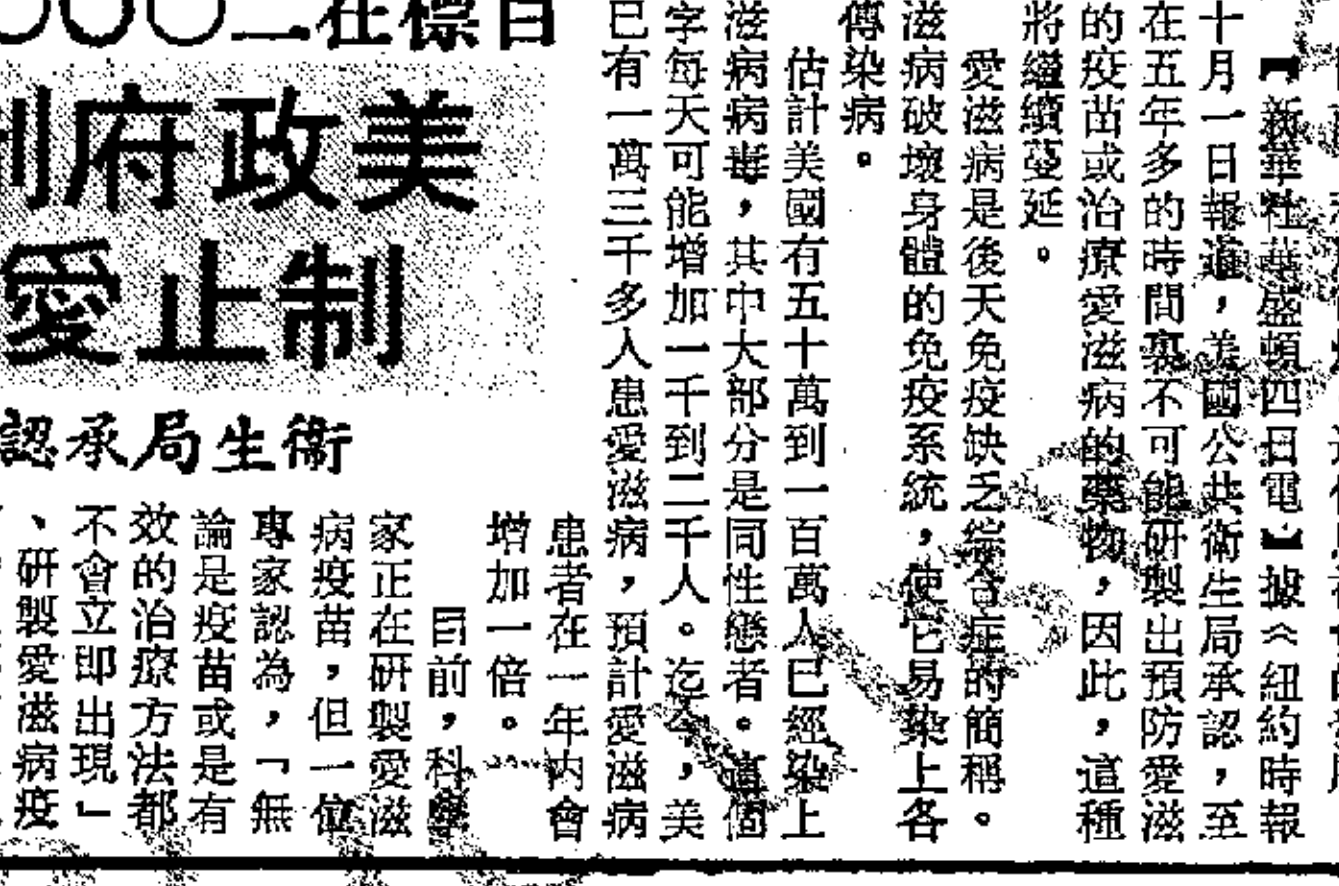 標在
美政府
制止愛
衛生局承認
【新華社華盛頓四日電】據《紐約時報
十月一日報道，美國公共衛生局承認，至
在五年多的時間裏不可能研製出預防愛滋
的疫苗或治療愛滋病的藥物，因此，這種
將繼續蔓延。
愛滋病是後天免疫缺乏綜合症的簡稱。
滋病破壞身體的免疫系統，使它易染上各
傳染病。
估計美國有五十萬到一百萬人已經染上
滋病病毒，其中大部分是同性戀者。這個
字每天可能增加一千到二千人。迄今，美
已有一萬三千多人患愛滋病，預計愛滋病
患者在一年内會
增加一倍。
目前，科學
家正在研製愛滋
病疫苗，但一位
專家認為，「無
論是疫苗或是有
效的治療方法都
不會立即出現」
、研製愛滋病疫